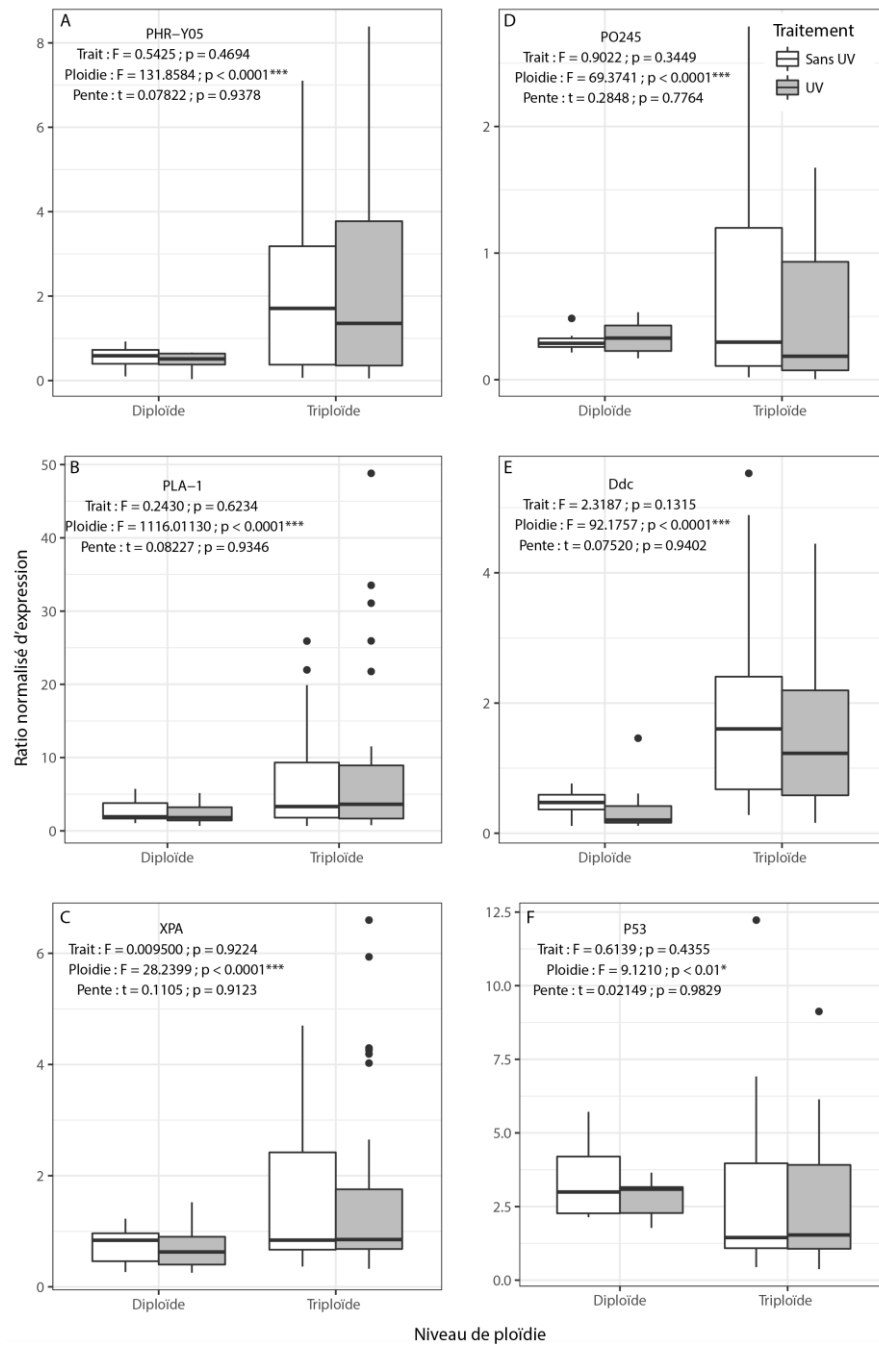 A
PHR−Y05
Trait : F = 0.5425 ; p = 0.4694
Ploidie : F = 131.8584 ; p < 0.0001***
Pente : t = 0.07822 ; p = 0.9378
8
6
4
2
0
Diploïde
Triploïde
D
PO245
Trait : F = 0.9022 ; p = 0.3449
Ploidie : F = 69.3741 ; p < 0.0001***
Pente : t = 0.2848 ; p = 0.7764
Traitement
Sans UV
UV
2
1
0
Diploïde
Triploïde
B
PLA−1
Trait : F = 0.2430 ; p = 0.6234
Ploidie : F = 1116.01130 ; p < 0.0001***
Pente : t = 0.08227 ; p = 0.9346
50
40
30
20
10
0
Diploïde
Triploïde
E
Ddc
Trait : F = 2.3187 ; p = 0.1315
Ploidie : F = 92.1757 ; p < 0.0001***
Pente : t = 0.07520 ; p = 0.9402
4
2
0
Diploïde
Triploïde
Ratio normalisé d’expression
C
XPA
Trait : F = 0.009500 ; p = 0.9224
Ploidie : F = 28.2399 ; p < 0.0001***
Pente : t = 0.1105 ; p = 0.9123
6
4
2
0
Diploïde
Triploïde
F
P53
Trait : F = 0.6139 ; p = 0.4355
Ploidie : F = 9.1210 ; p < 0.01*
Pente : t = 0.02149 ; p = 0.9829
12.5
10.0
7.5
5.0
2.5
0.0
Diploïde
Triploïde
Niveau de ploïdie